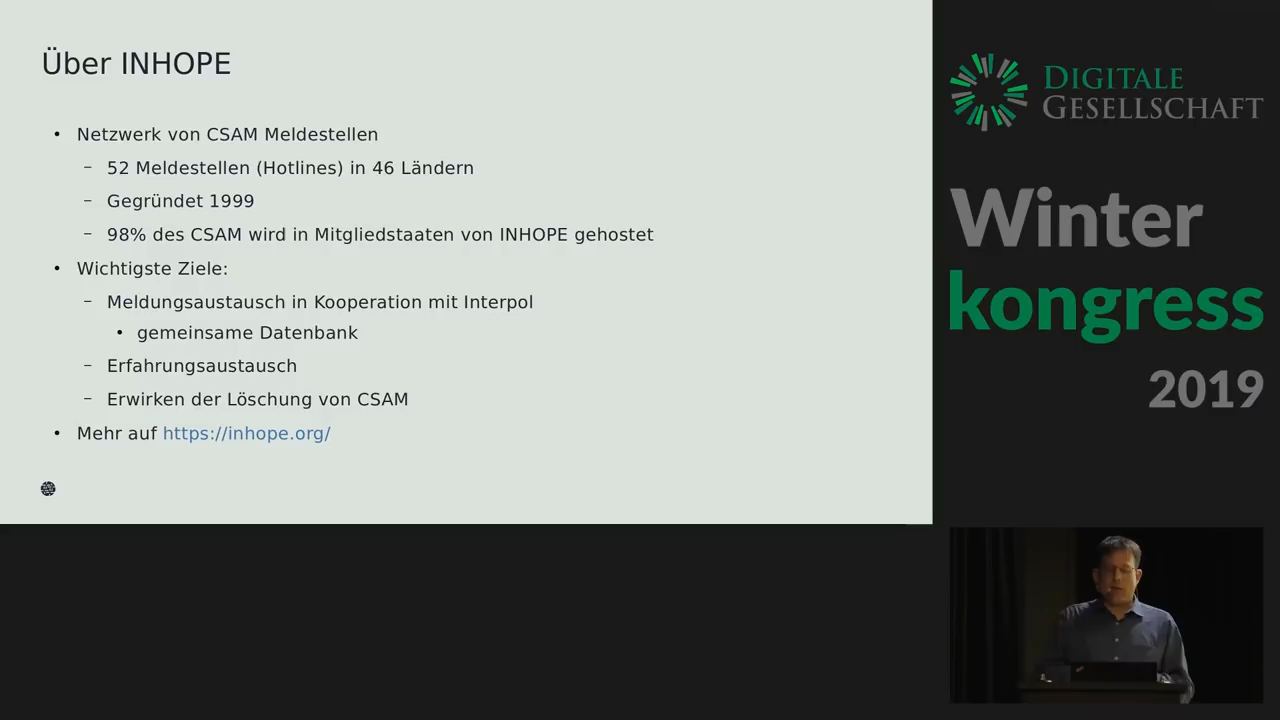 Über INHOPE
• Netzwerk von CSAM Meldestellen
– 52 Meldestellen (Hotlines) in 46 Ländern
– Gegründet 1999
– 98% des CSAM wird in Mitgliedstaaten von INHOPE gehostet
• Wichtigste Ziele:
– Meldungsaustausch in Kooperation mit Interpol
• gemeinsame Datenbank
– Erfahrungsaustausch
– Erwirken der Löschung von CSAM
• Mehr auf https://inhope.org/
DIGITALE
GESELLSCHAFT
Winter
kongress
2019